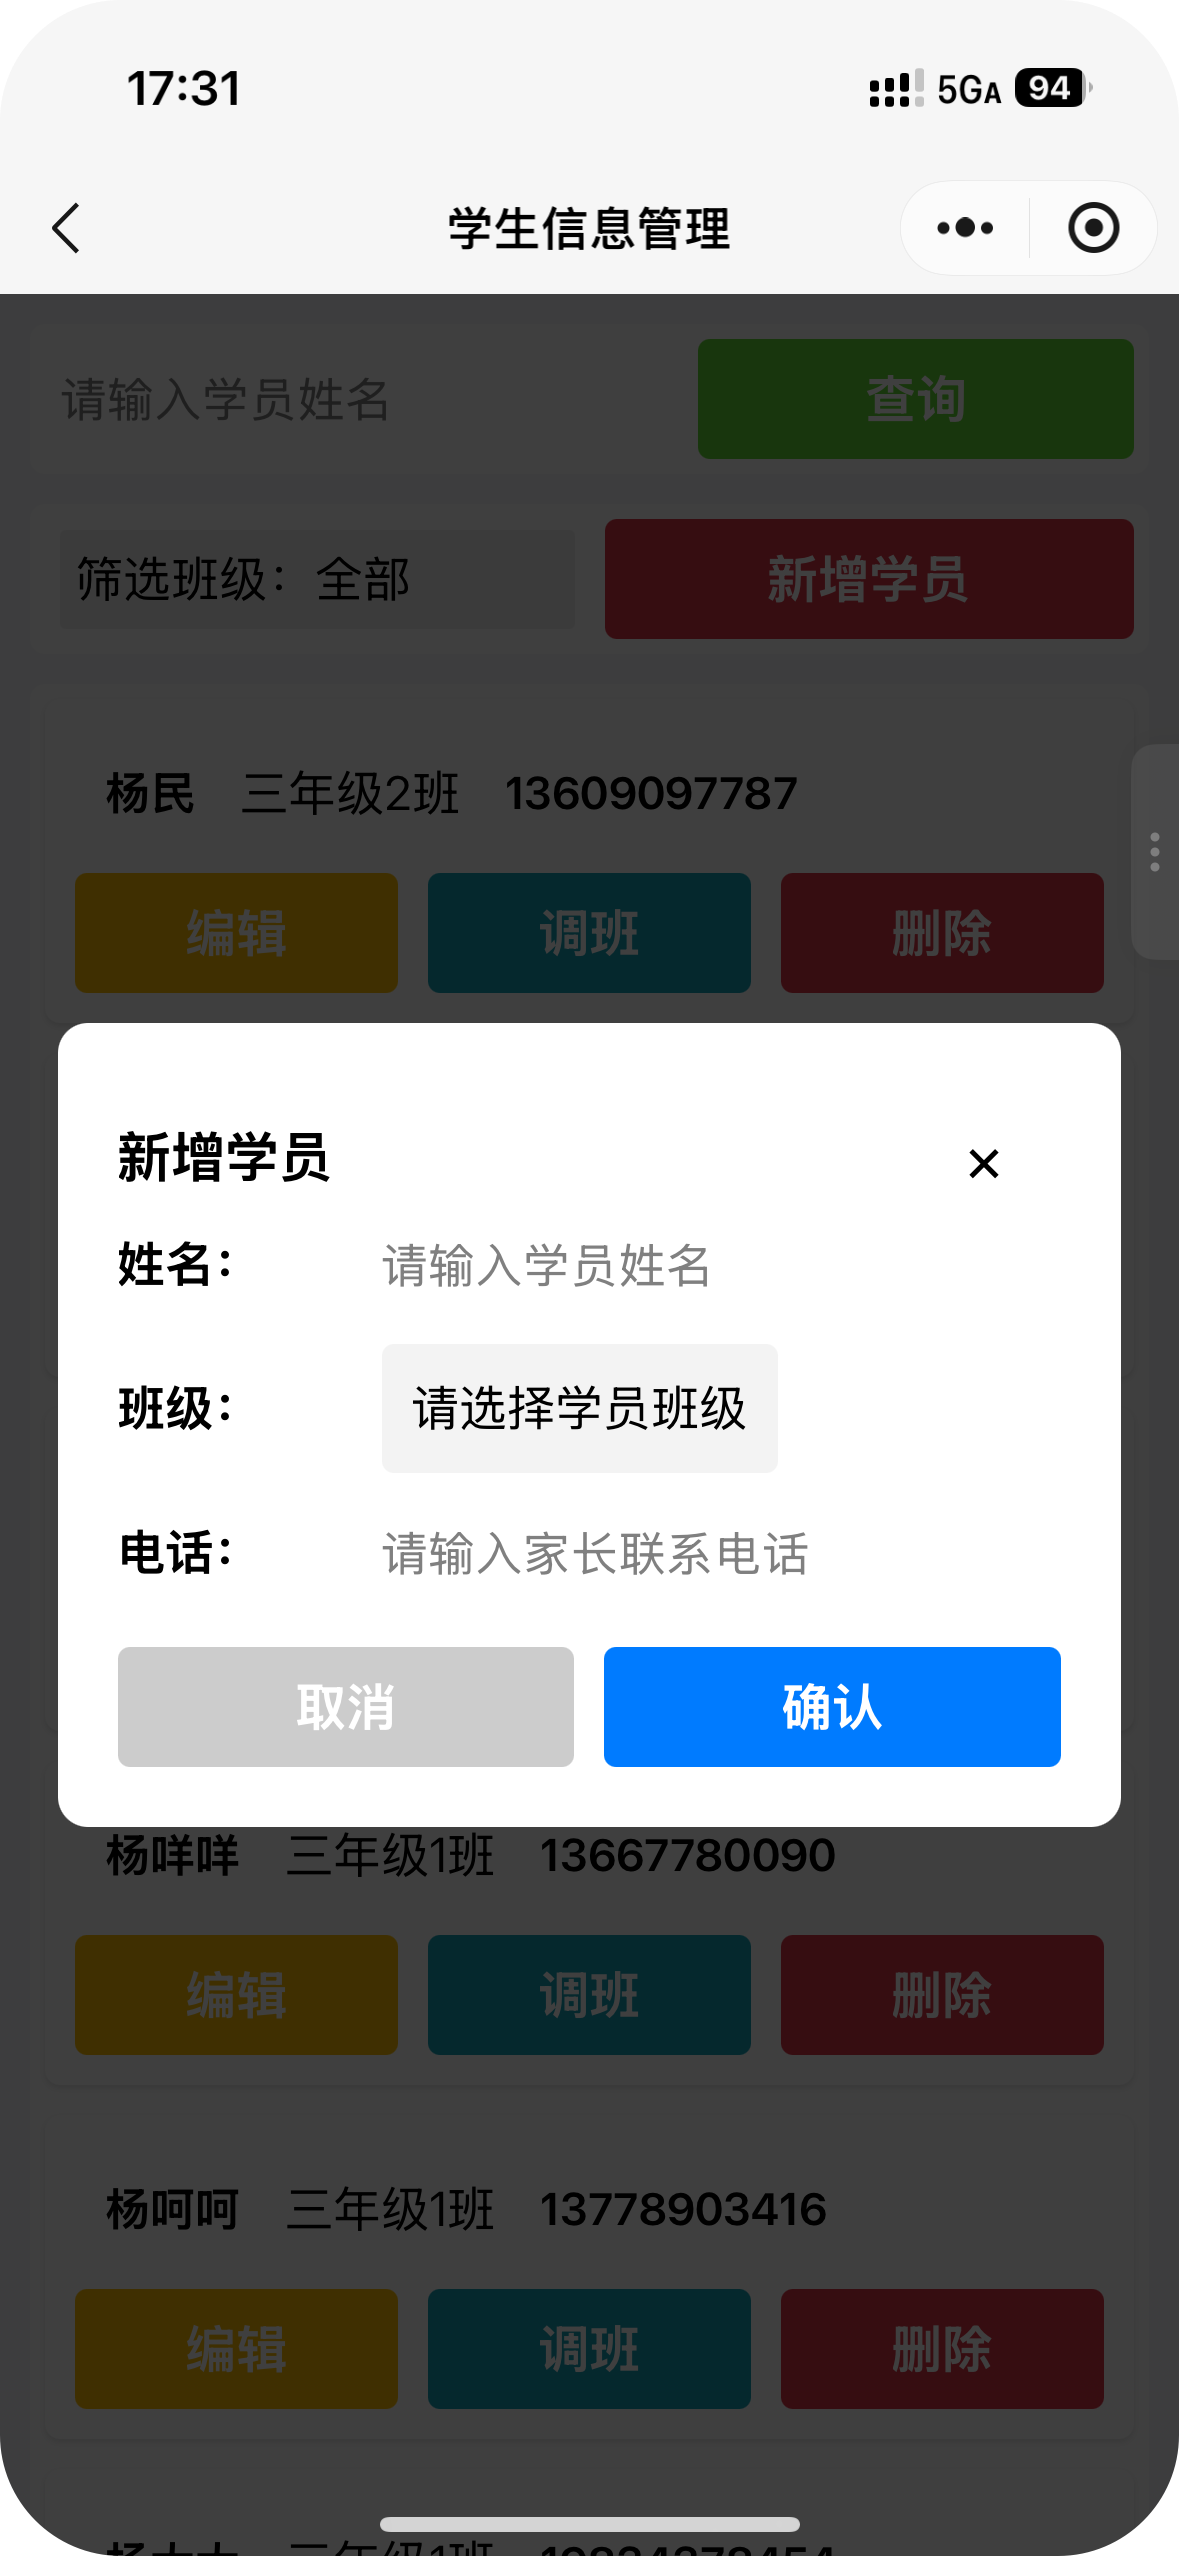 17:31 5GA 94
学生信息管理
请输入学员姓名 查询
筛选班级：全部 新增学员
杨民 三年级2班 13609097787
编辑 调班 删除
新增学员 ×
姓名： 请输入学员姓名
班级： 请选择学员班级
电话： 请输入家长联系电话
取消 确认
杨咩咩 三年级1班 13667780090
编辑 调班 删除
杨呵呵 三年级1班 13778903416
编辑 调班 删除
三年级1班